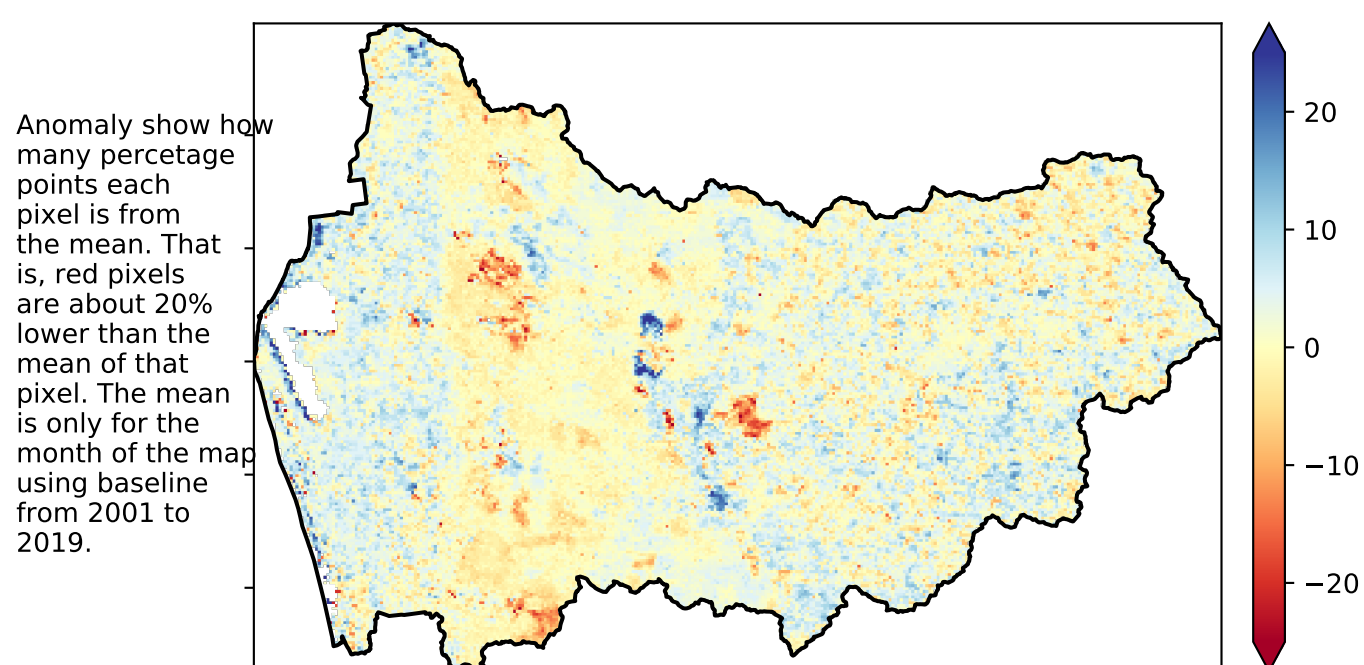 Anomaly show how
many percetage
points each
pixel is from
the mean. That
is, red pixels
are about 20%
lower than the
mean of that
pixel. The mean
is only for the
month of the map
using baseline
from 2001 to
2019.
20
10
0
−10
−20